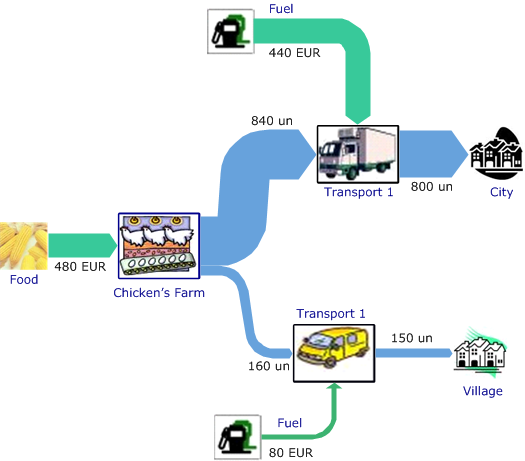 Fuel
440 EUR
840 un
Transport 1
800 un
City
480 EUR
Food
Chicken's Farm
Transport 1
150 un
160 un
Village
Fuel
80 EUR